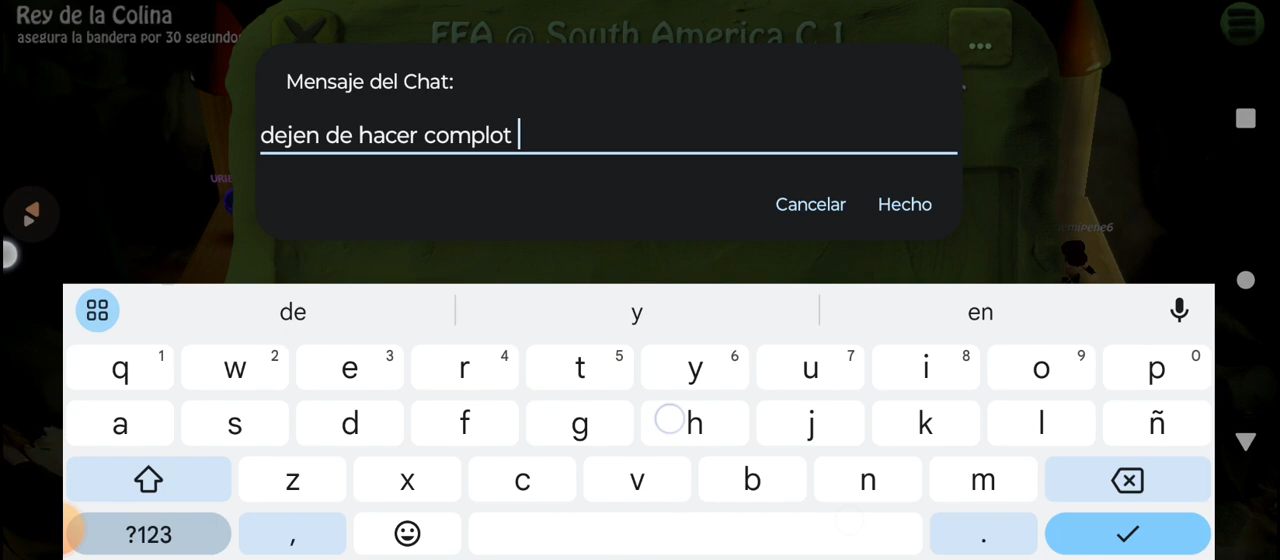 Rey de la Colina
asegura la bandera por 30 segundos
FFA @ South America C 1
Mensaje del Chat:
dejen de hacer complot
Cancelar Hecho
de y en
q 1 w 2 e 3 r 4 t 5 y 6 u 7 i 8 o 9 p 0
a s d f g h j k l ñ
z x c v b n m
?123 , .